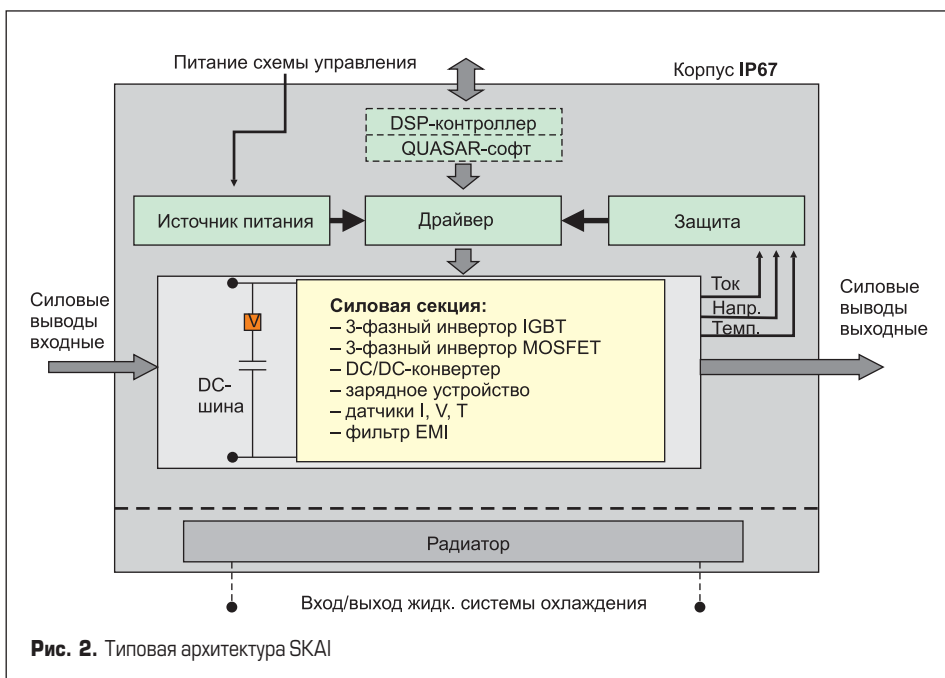 Питание схемы управления
Корпус IP67
DSP-контроллер
QUASAR-софт
Источник питания
Драйвер
Защита
Силовые
выводы
входные
V
DC-
шина
Силовая секция:
– 3-фазный инвертор IGBT
– 3-фазный инвертор MOSFET
– DC/DC-конвертер
– зарядное устройство
– датчики I, V, T
– фильтр EMI
Ток
Напр.
Темп.
Силовые
выводы
выходные
Радиатор
Вход/выход жидк. системы охлаждения
Рис. 2. Типовая архитектура SKAI